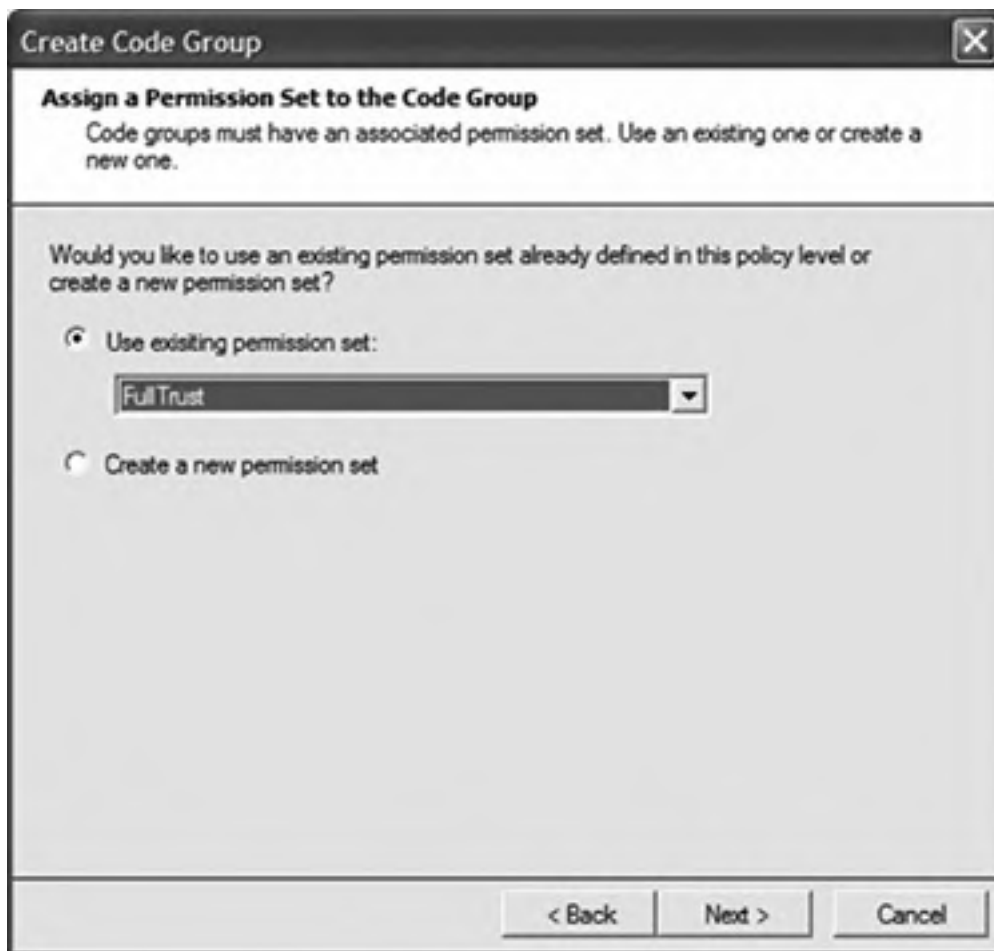 Create Code Group
Assign a Permission Set to the Code Group
Code groups must have an associated permission set. Use an existing one or create a
new one.
Would you like to use an existing permission set already defined in this policy level or
create a new permission set?
Use exisiting permission set:
FullTrust
Create a new permission set
< Back
Next >
Cancel